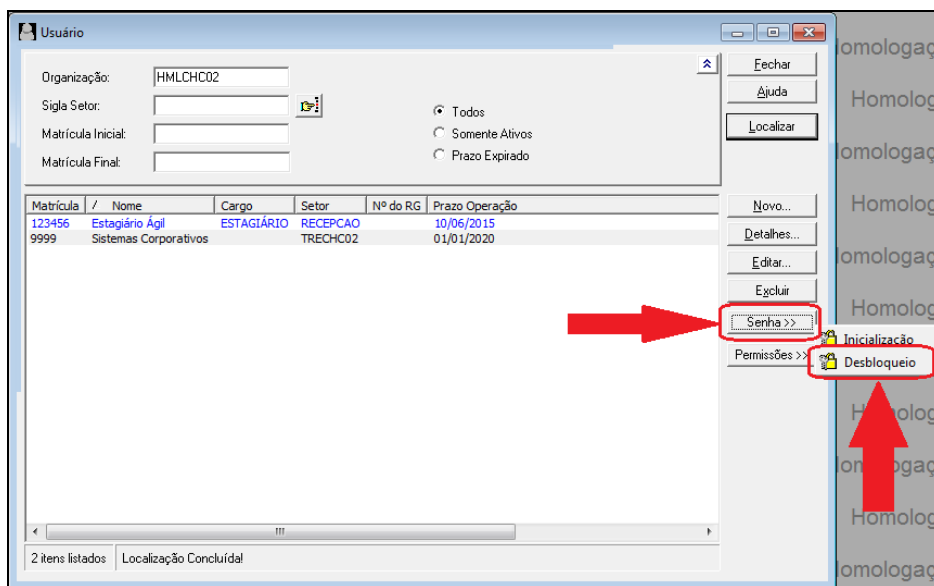 Usuário
Organização: HMLCHC02
Sigla Setor:
Matrícula Inicial:
Matrícula Final:
Todos
Somente Ativos
Prazo Expirado
Fechar
Ajuda
Localizar
Matrícula / Nome Cargo Setor Nº do RG Prazo Operação
123456 Estagiário Ágil ESTAGIÁRIO RECEPCAO 10/06/2015
9999 Sistemas Corporativos TRECHC02 01/01/2020
Novo...
Detalhes...
Editar...
Excluir
Senha >>
Permissões >>
Inicialização
Desbloqueio
2 itens listados Localização Concluída!